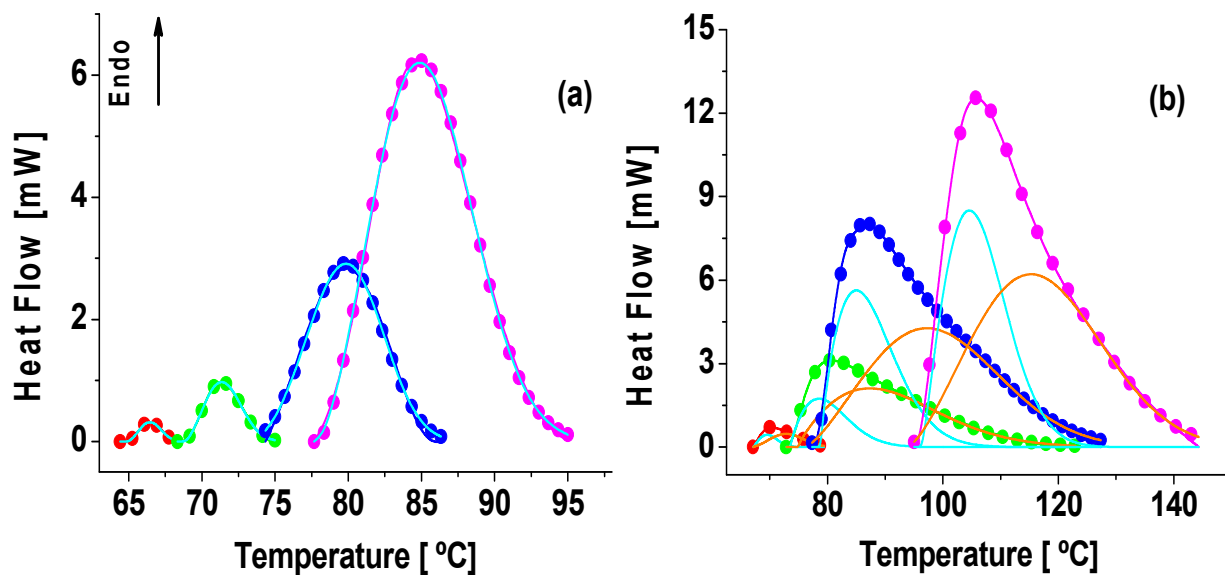 Endo
(a)
Heat Flow [mW]
6
4
2
0
65 70 75 80 85 90 95
Temperature [ ºC]
(b)
Heat Flow [mW]
15
12
9
6
3
0
80 100 120 140
Temperature [ ºC]